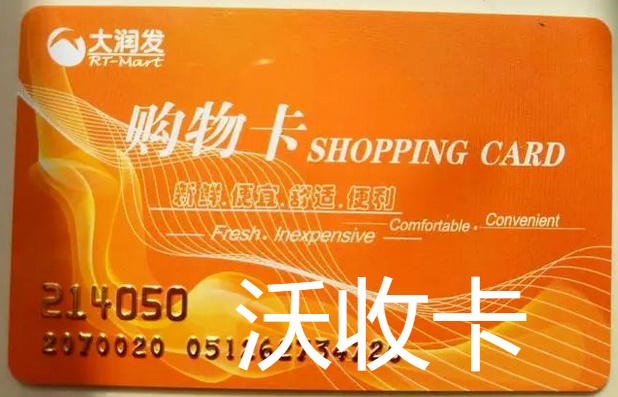 大润发
RT-Mart
购物卡 SHOPPING CARD
新鲜.便宜.舒适.便利
Fresh . Inexpensive Comfortable . Convenient
214050
沃收卡
2070020